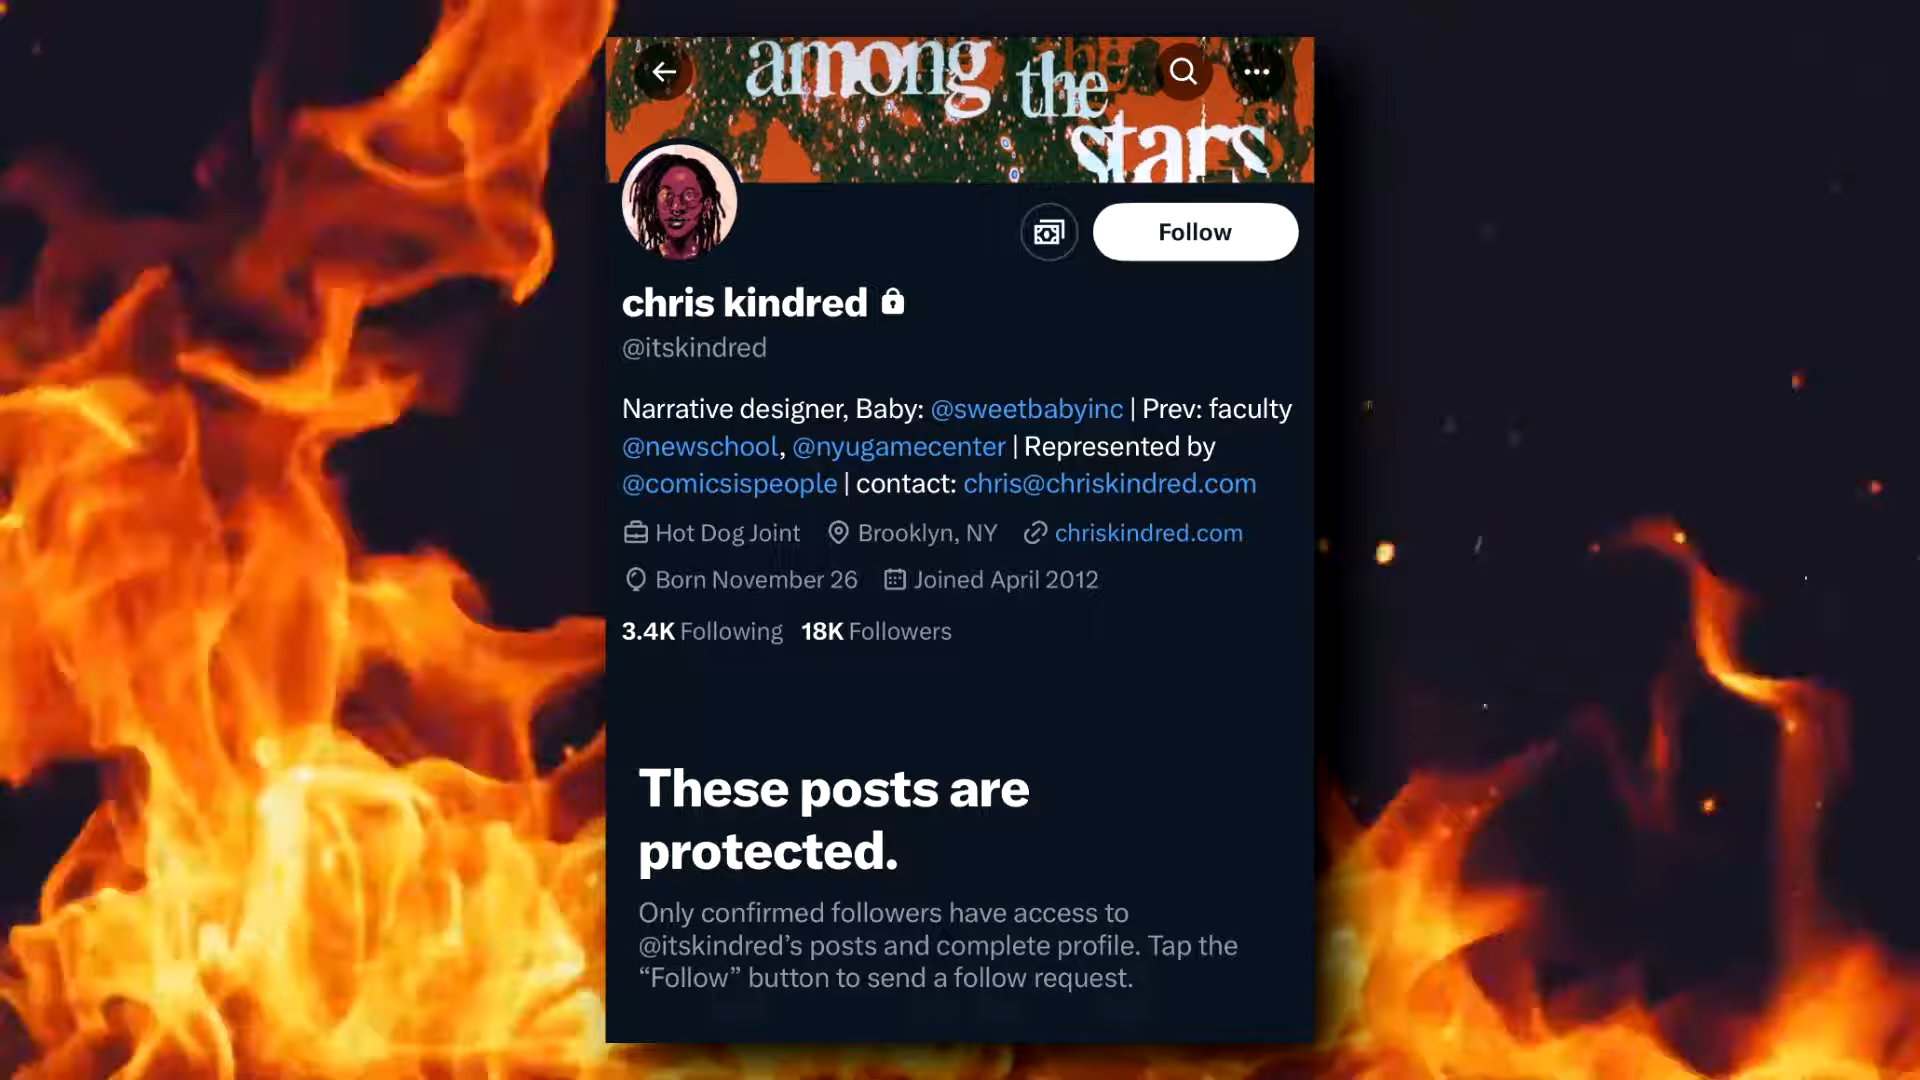 among the
stars
Follow
chris kindred
@itskindred
Narrative designer, Baby: @sweetbabyinc | Prev: faculty
@newschool, @nyugamecenter | Represented by
@comicsispeople | contact: chris@chriskindred.com
Hot Dog Joint Brooklyn, NY chriskindred.com
Born November 26 Joined April 2012
3.4K Following 18K Followers
These posts are
protected.
Only confirmed followers have access to
@itskindred’s posts and complete profile. Tap the
“Follow” button to send a follow request.